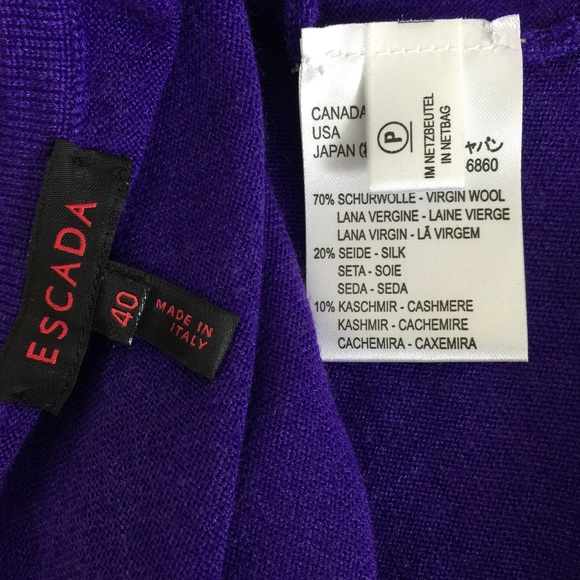 ESCADA
40
MADE IN
ITALY
CANADA
USA
JAPAN
6860
P
IM NETZBEUTEL
IN NETBAG
70% SCHURWOLLE - VIRGIN WOOL
LANA VERGINE - LAINE VIERGE
LANA VIRGEN - LÃ VIRGEM
20% SEIDE - SILK
SETA - SOIE
SEDA - SEDA
10% KASCHMIR - CASHMERE
KASHMIR - CACHEMIRE
CACHEMIRA - CAXEMIRA